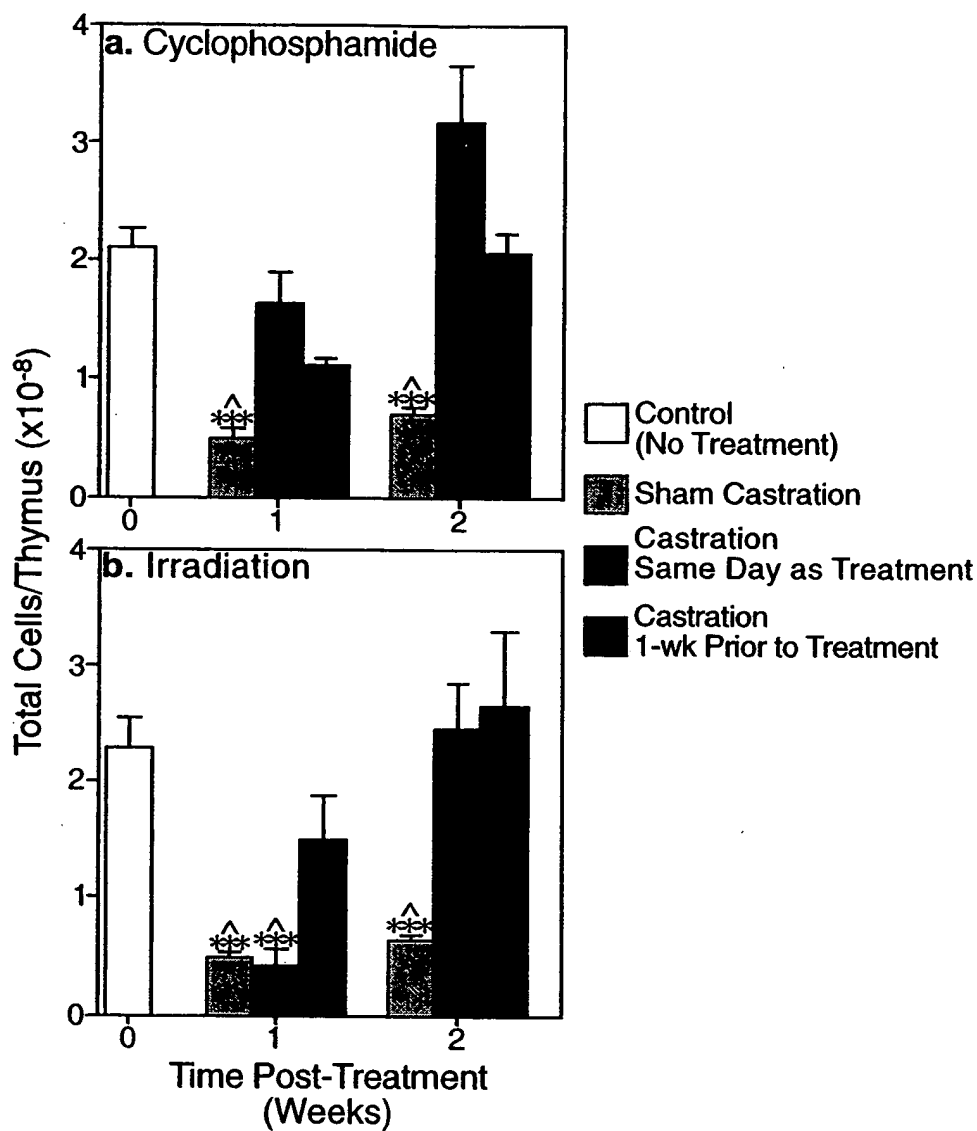 a. Cyclophosphamide
4
3
2
1
0
^
***
^
***
0
1
2
b. Irradiation
4
3
2
1
0
^
***
^
***
^
***
0
1
2
Total Cells/Thymus (x10-8)
Time Post-Treatment
(Weeks)
Control
(No Treatment)
Sham Castration
Castration
Same Day as Treatment
Castration
1-wk Prior to Treatment